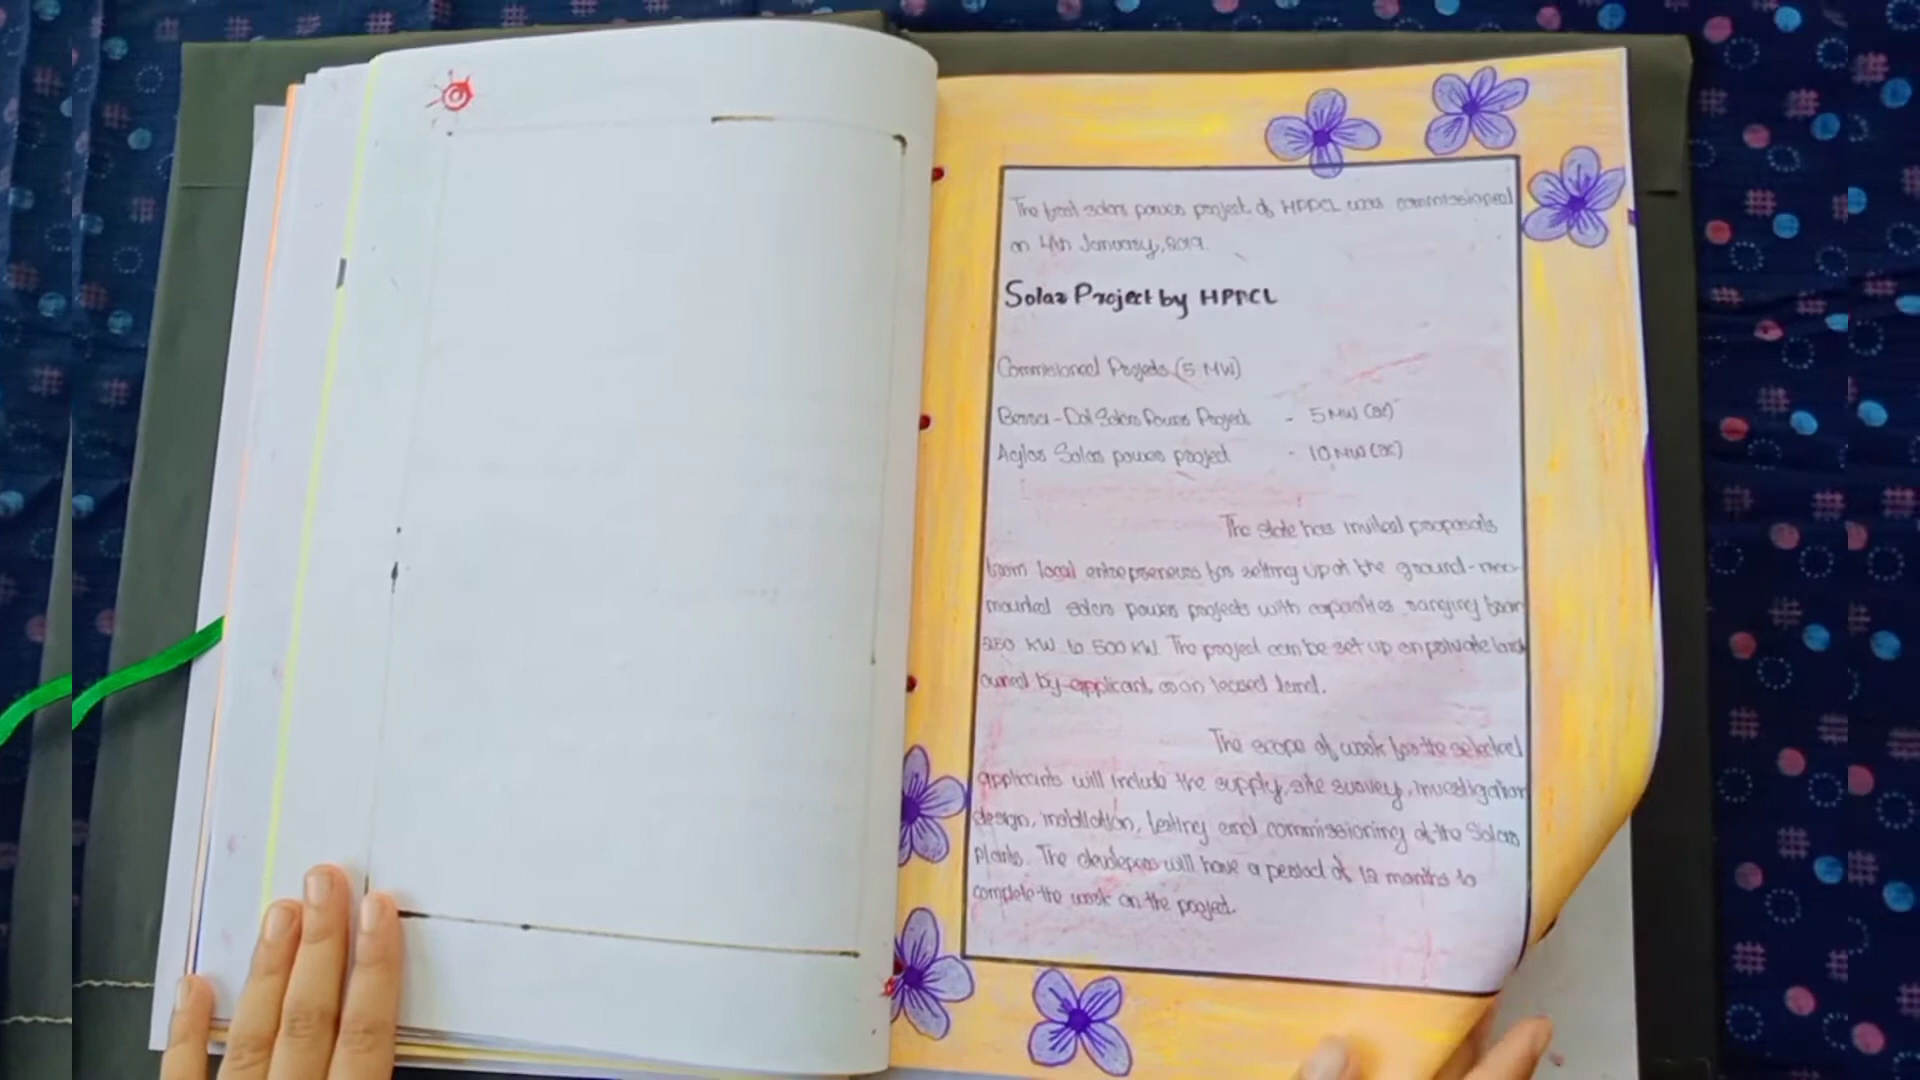 The first solar power project of HPPCL was commissioned
on 4th January, 2019.
Solar Project by HPPCL
Commisioned Projects (5 MW)
Berra-Dol Solar Power Project - 5 MW (ac)
Aglor Solar power project - 10 MW (ac)
The state has invited proposals
from local entrepreneurs for setting up of the ground-
mounted solar power projects with capacities ranging from
250 KW to 500 KW. The project can be set up on private land
owned by applicant or on leased land.
The scope of work for the selected
applicants will include the supply, site survey, investigation
design, installation, testing and commissioning of the Solar
Plants. The will have a period of 12 months to
complete the work on the project.